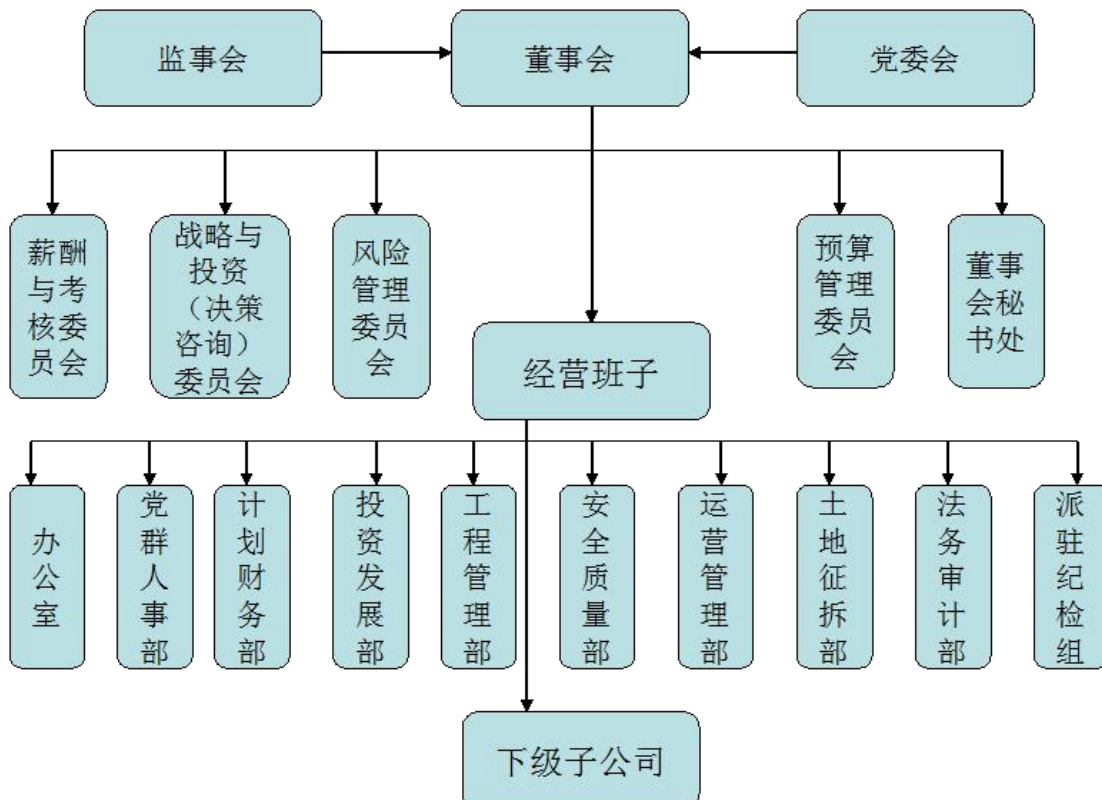 监事会
董事会
党委会
薪酬
与考
核委
员会
战略与
投资
（决策
咨询）
委员会
风险
管理
委员
会
预算
管理
委员
会
董事
会秘
书处
经营班子
办
公
室
党
群
人
事
部
计
划
财
务
部
投
资
发
展
部
工
程
管
理
部
安
全
质
量
部
运
营
管
理
部
土
地
征
拆
部
法
务
审
计
部
派
驻
纪
检
组
下级子公司